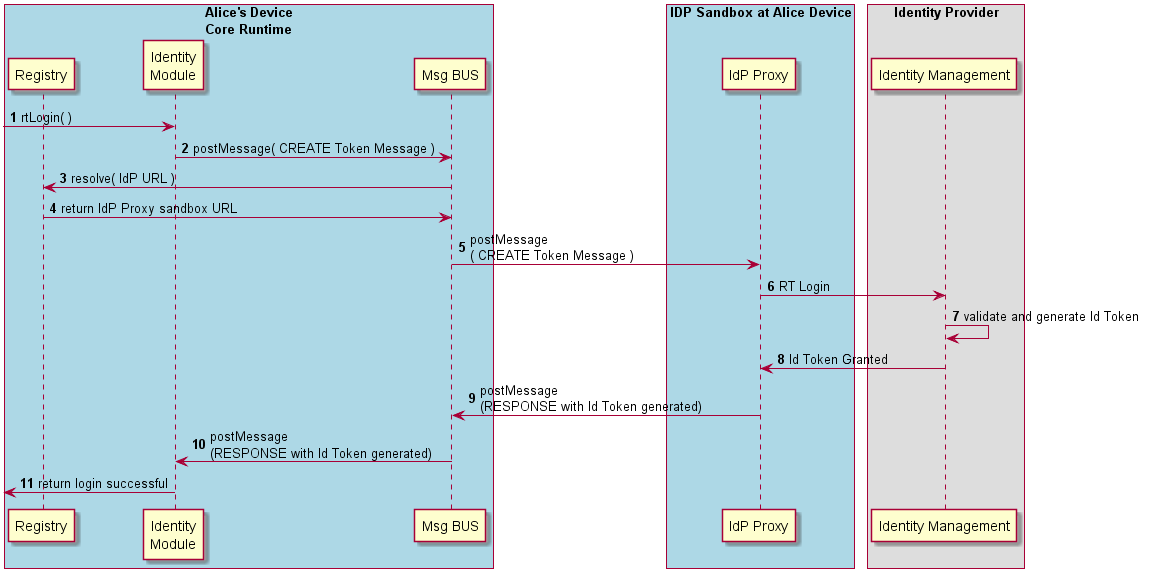 Alice's Device
Core Runtime
IDP Sandbox at Alice Device
Identity Provider
Registry
Identity
Module
Msg BUS
IdP Proxy
Identity Management
1 rtLogin( )
2 postMessage( CREATE Token Message )
3 resolve( IdP URL )
4 return IdP Proxy sandbox URL
5 postMessage
( CREATE Token Message )
6 RT Login
7 validate and generate Id Token
8 Id Token Granted
9 postMessage
(RESPONSE with Id Token generated)
10 postMessage
(RESPONSE with Id Token generated)
11 return login successful
Registry
Identity
Module
Msg BUS
IdP Proxy
Identity Management